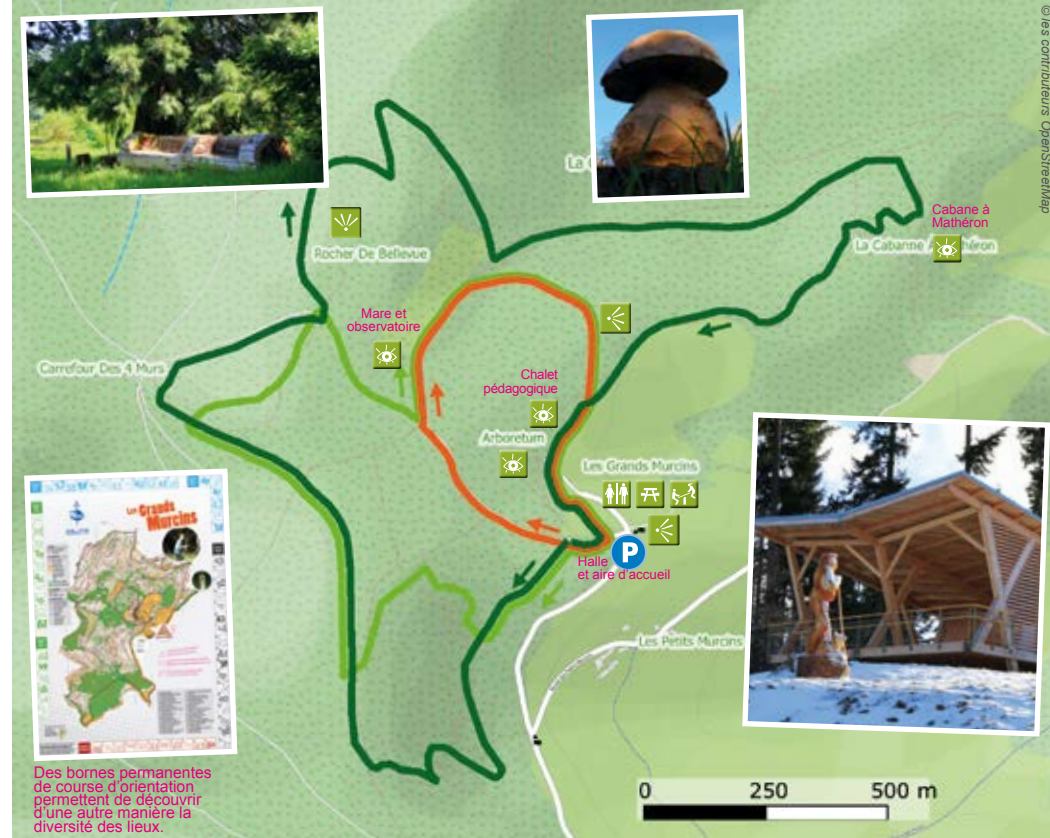 © les contributeurs OpenStreetMap
La C
Cabane à
Mathéron
La Cabanne
héron
Rocher De Bellevue
Mare et
observatoire
Carrefour Des 4 Murs
Chalet
pédagogique
Arboretum
Les Grands Murcins
P
Halle
et aire d'accueil
Les Petits Murcins
Les Grands
Murcins
Des bornes permanentes
de course d'orientation
permettent de découvrir
d'une autre manière la
diversité des lieux.
0 250 500 m